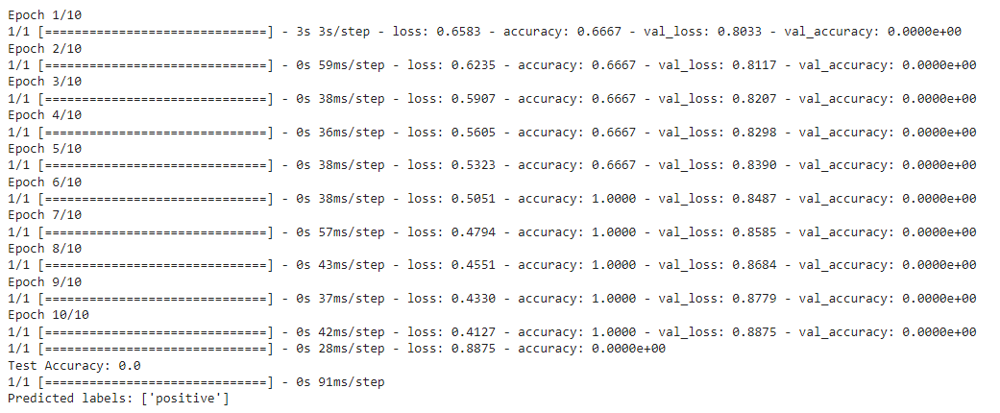 Epoch 1/10
1/1 [==============================] - 3s 3s/step - loss: 0.6583 - accuracy: 0.6667 - val_loss: 0.8033 - val_accuracy: 0.0000e+00
Epoch 2/10
1/1 [==============================] - 0s 59ms/step - loss: 0.6235 - accuracy: 0.6667 - val_loss: 0.8117 - val_accuracy: 0.0000e+00
Epoch 3/10
1/1 [==============================] - 0s 38ms/step - loss: 0.5907 - accuracy: 0.6667 - val_loss: 0.8207 - val_accuracy: 0.0000e+00
Epoch 4/10
1/1 [==============================] - 0s 36ms/step - loss: 0.5605 - accuracy: 0.6667 - val_loss: 0.8298 - val_accuracy: 0.0000e+00
Epoch 5/10
1/1 [==============================] - 0s 38ms/step - loss: 0.5323 - accuracy: 0.6667 - val_loss: 0.8390 - val_accuracy: 0.0000e+00
Epoch 6/10
1/1 [==============================] - 0s 38ms/step - loss: 0.5051 - accuracy: 1.0000 - val_loss: 0.8487 - val_accuracy: 0.0000e+00
Epoch 7/10
1/1 [==============================] - 0s 57ms/step - loss: 0.4794 - accuracy: 1.0000 - val_loss: 0.8585 - val_accuracy: 0.0000e+00
Epoch 8/10
1/1 [==============================] - 0s 43ms/step - loss: 0.4551 - accuracy: 1.0000 - val_loss: 0.8684 - val_accuracy: 0.0000e+00
Epoch 9/10
1/1 [==============================] - 0s 37ms/step - loss: 0.4330 - accuracy: 1.0000 - val_loss: 0.8779 - val_accuracy: 0.0000e+00
Epoch 10/10
1/1 [==============================] - 0s 42ms/step - loss: 0.4127 - accuracy: 1.0000 - val_loss: 0.8875 - val_accuracy: 0.0000e+00
1/1 [==============================] - 0s 28ms/step - loss: 0.8875 - accuracy: 0.0000e+00
Test Accuracy: 0.0
1/1 [==============================] - 0s 91ms/step
Predicted labels: ['positive']